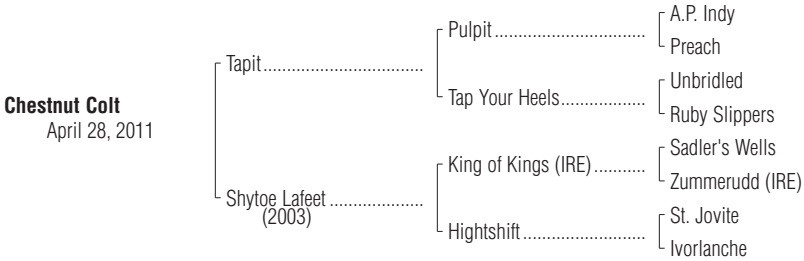 A.P. Indy
Pulpit..............................
Preach
Tapit................................
Unbridled
Tap Your Heels.................
Ruby Slippers
Chestnut Colt
April 28, 2011
Sadler's Wells
King of Kings (IRE)...........
Zummerudd (IRE)
Shytoe Lafeet ...................
(2003)
St. Jovite
Hightshift.........................
Ivorlanche